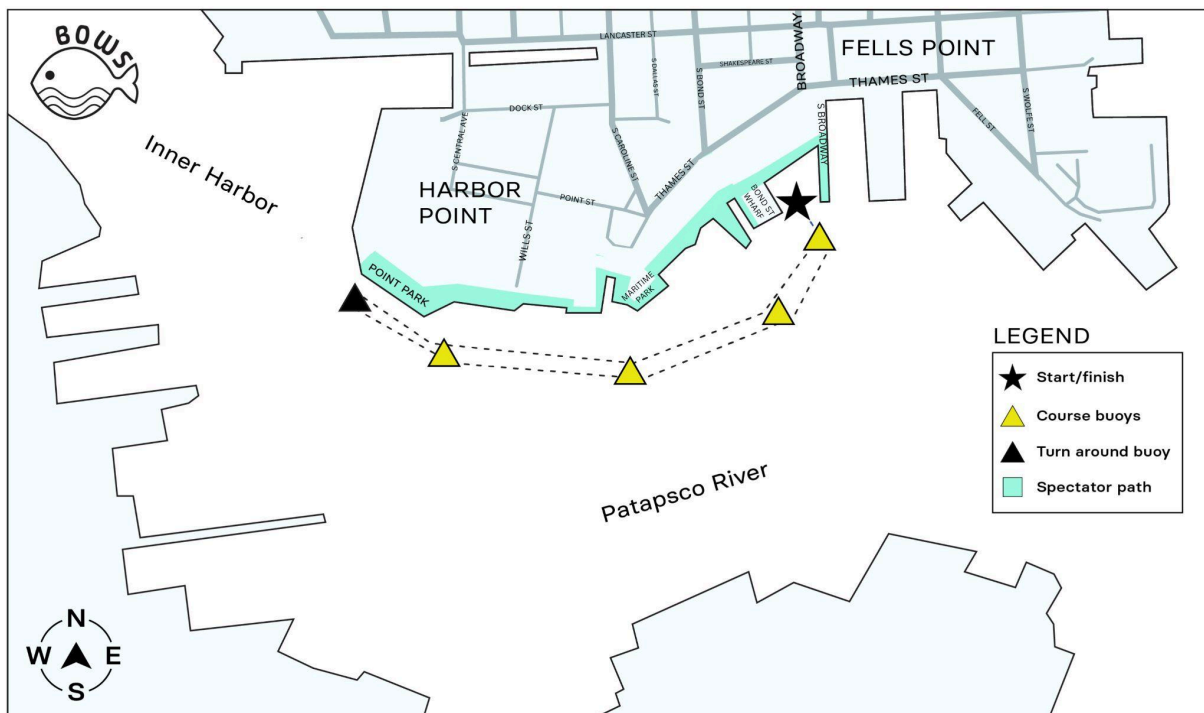 BOWS
Inner Harbor
LANCASTER ST
BROADWAY
FELLS POINT
SHAKESPEARE ST
THAMES ST
S DALLAS ST
S BOND ST
DOCK ST
S BROADWAY
FELL ST
S WOLFE ST
S CENTRAL AVE
S CAROLINE ST
THAMES ST
HARBOR
POINT
POINT ST
BOND ST
WHARF
WILLS ST
POINT PARK
MARITIME
PARK
LEGEND
Start/finish
Course buoys
Turn around buoy
Spectator path
Patapsco River
N
W
E
S